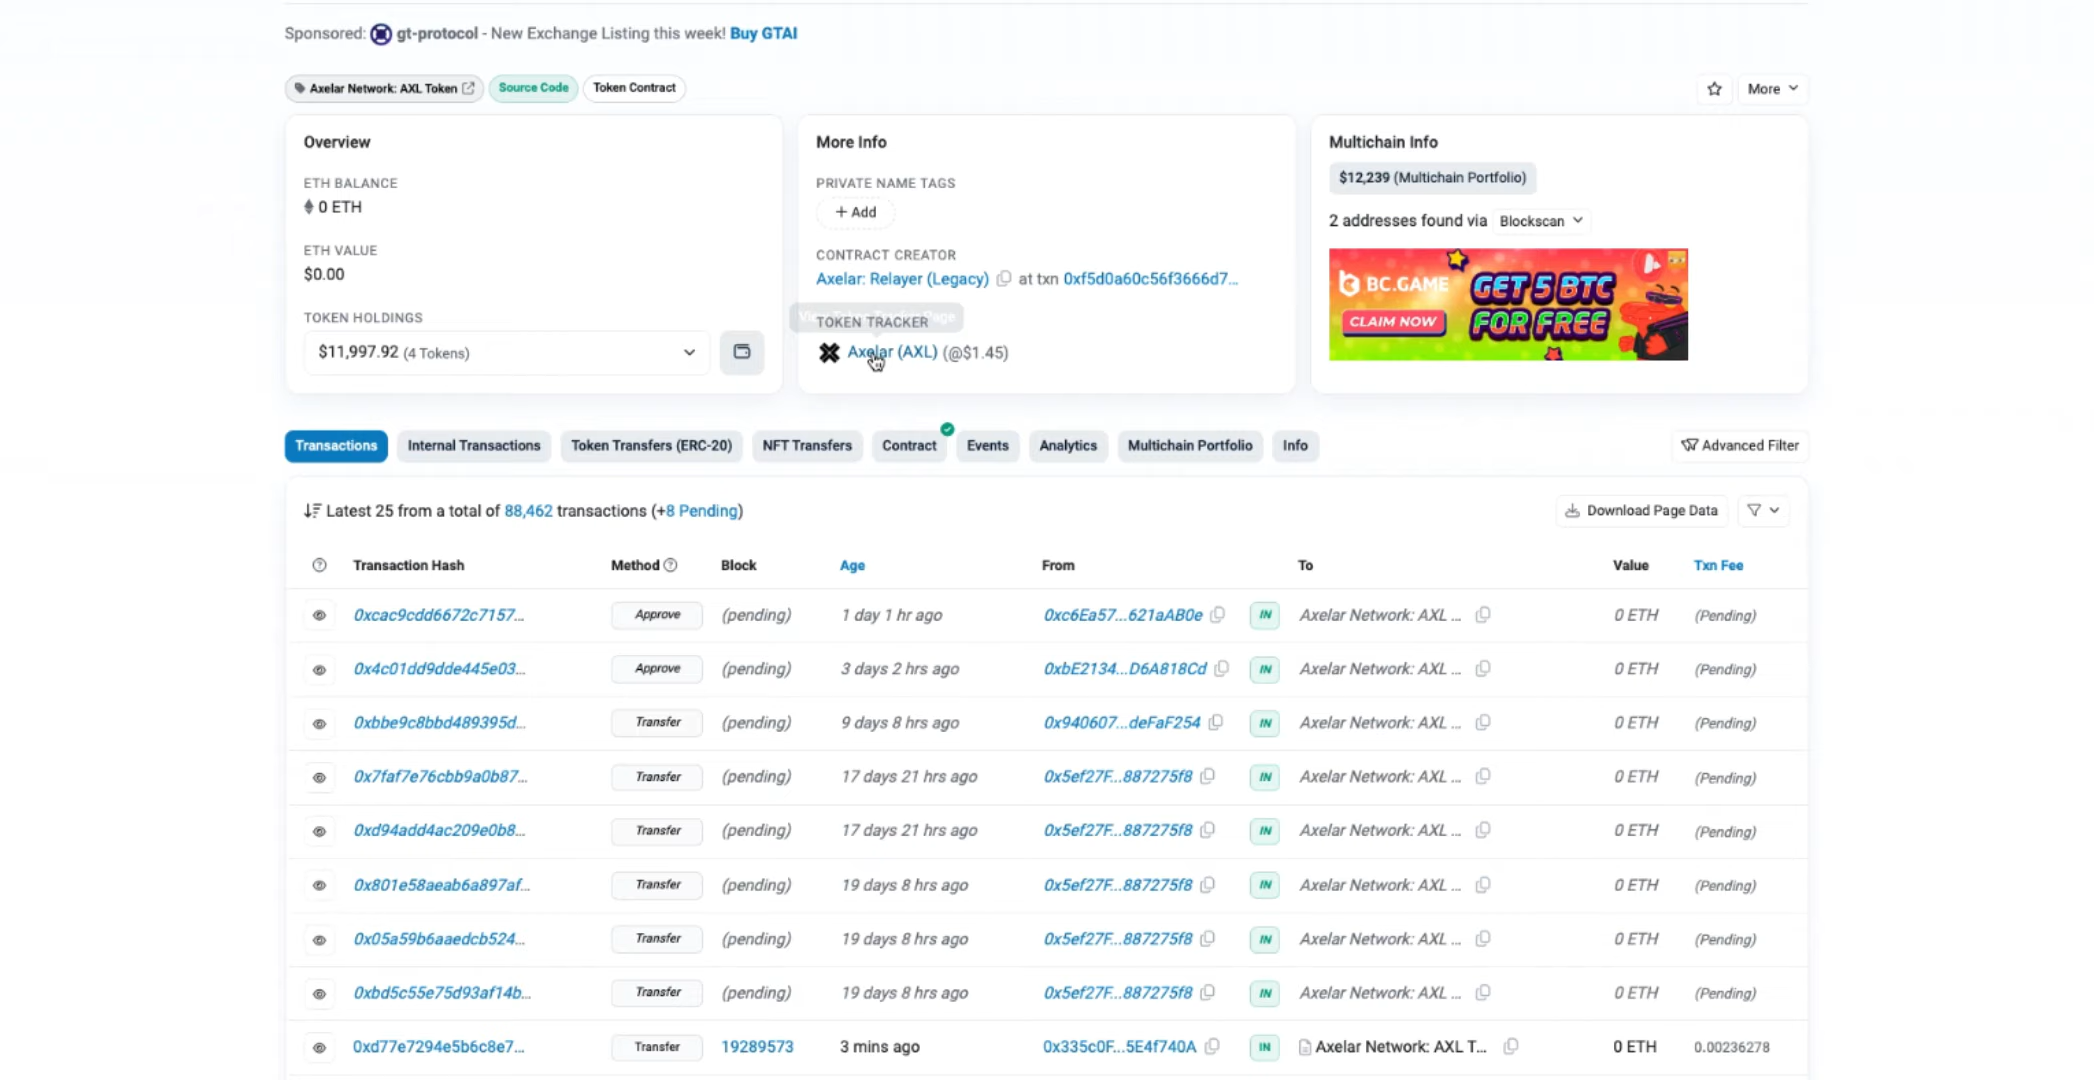 Sponsored: gt-protocol - New Exchange Listing this week! Buy GTAI
Axelar Network: AXL Token Source Code Token Contract More
Overview
ETH BALANCE
0 ETH
ETH VALUE
$0.00
TOKEN HOLDINGS
$11,997.92 (4 Tokens)
More Info
PRIVATE NAME TAGS
+ Add
CONTRACT CREATOR
Axelar: Relayer (Legacy) at txn 0xf5d0a60c56f3666d7...
TOKEN TRACKER
Axelar (AXL) (@$1.45)
Multichain Info
$12,239 (Multichain Portfolio)
2 addresses found via Blockscan
BC.GAME
CLAIM NOW
GET 5 BTC
FOR FREE
Transactions Internal Transactions Token Transfers (ERC-20) NFT Transfers Contract Events Analytics Multichain Portfolio Info Advanced Filter
Latest 25 from a total of 88,462 transactions (+8 Pending) Download Page Data
Transaction Hash Method Block Age From To Value Txn Fee
0xcac9cdd6672c7157... Approve (pending) 1 day 1 hr ago 0xc6Ea57...621aAB0e IN Axelar Network: AXL ... 0 ETH (Pending)
0x4c01dd9dde445e03... Approve (pending) 3 days 2 hrs ago 0xbE2134...D6A818Cd IN Axelar Network: AXL ... 0 ETH (Pending)
0xbbe9c8bbd489395d... Transfer (pending) 9 days 8 hrs ago 0x940607...deFaF254 IN Axelar Network: AXL ... 0 ETH (Pending)
0x7faf7e76cbb9a0b87... Transfer (pending) 17 days 21 hrs ago 0x5ef27F...887275f8 IN Axelar Network: AXL ... 0 ETH (Pending)
0xd94add4ac209e0b8... Transfer (pending) 17 days 21 hrs ago 0x5ef27F...887275f8 IN Axelar Network: AXL ... 0 ETH (Pending)
0x801e58aeab6a897af... Transfer (pending) 19 days 8 hrs ago 0x5ef27F...887275f8 IN Axelar Network: AXL ... 0 ETH (Pending)
0x05a59b6aaedcb524... Transfer (pending) 19 days 8 hrs ago 0x5ef27F...887275f8 IN Axelar Network: AXL ... 0 ETH (Pending)
0xbd5c55e75d93af14b... Transfer (pending) 19 days 8 hrs ago 0x5ef27F...887275f8 IN Axelar Network: AXL ... 0 ETH (Pending)
0xd77e7294e5b6c8e7... Transfer 19289573 3 mins ago 0x335c0F...5E4f740A IN Axelar Network: AXL T... 0 ETH 0.00236278